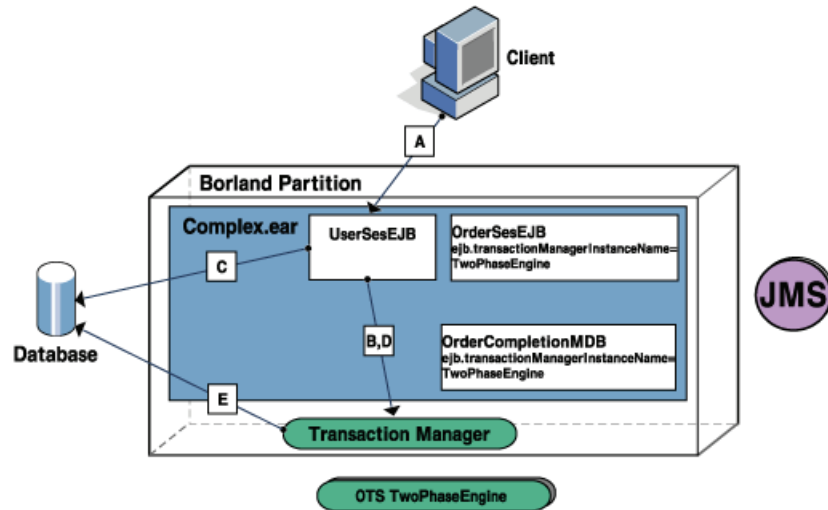 Client
A
Borland Partition
Complex.ear
UserSesEJB
OrderSesEJB
ejb.transactionManagerInstanceName=
TwoPhaseEngine
C
JMS
Database
B,D
OrderCompletionMDB
ejb.transactionManagerInstanceName=
TwoPhaseEngine
E
Transaction Manager
OTS TwoPhaseEngine